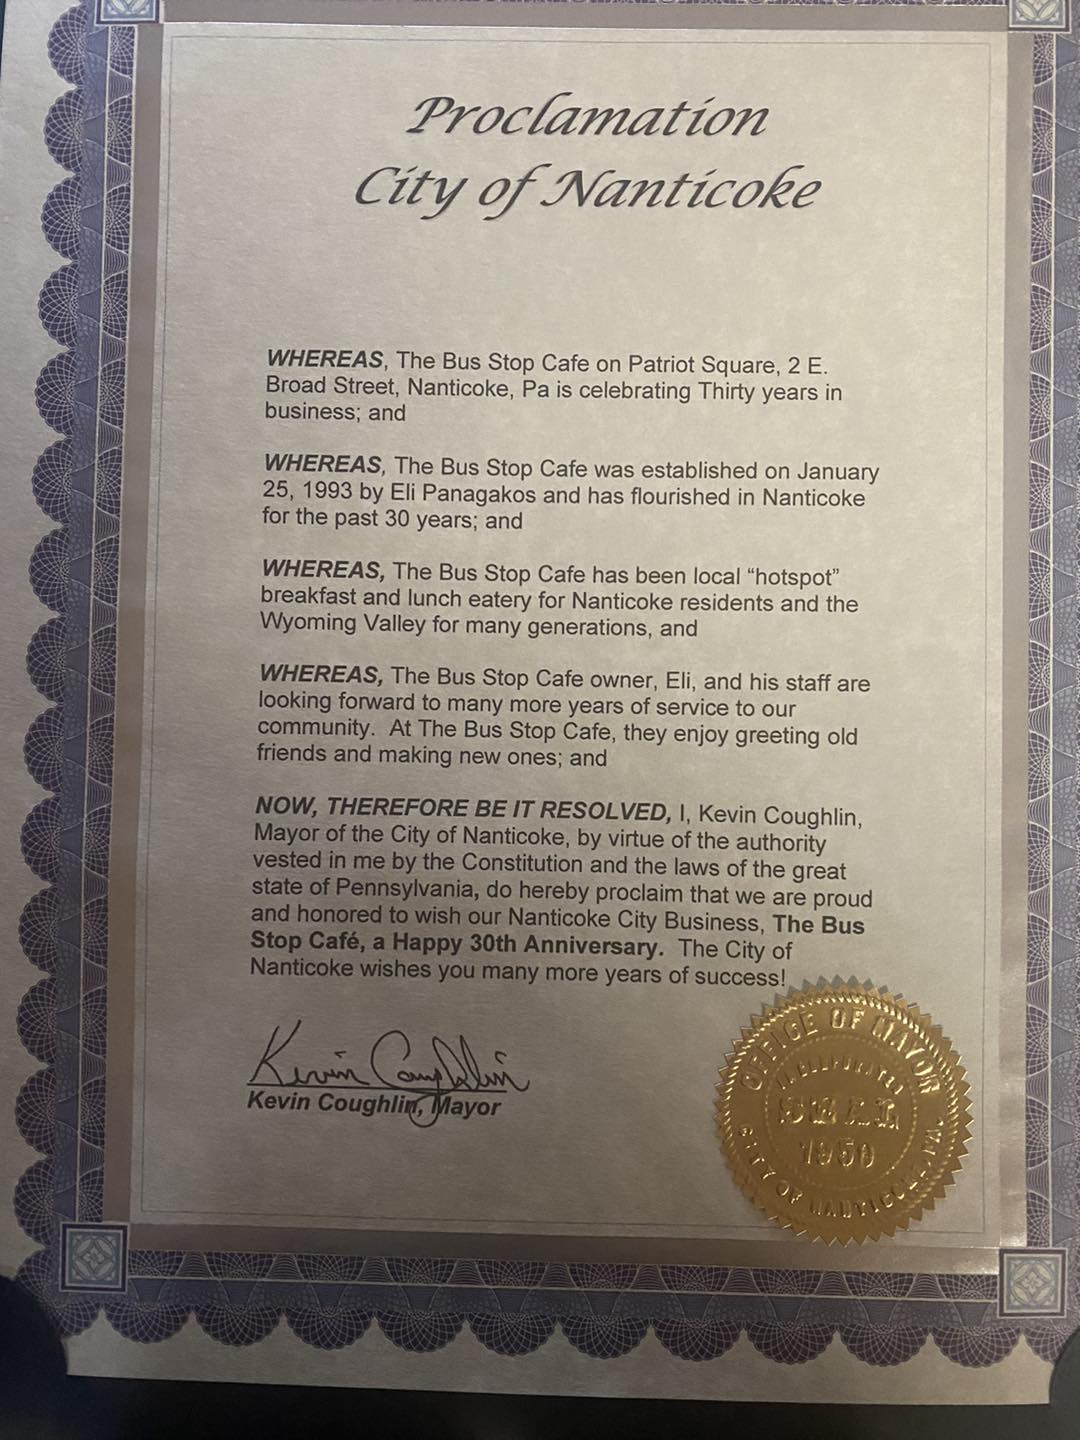 Proclamation
City of Nanticoke
WHEREAS, The Bus Stop Cafe on Patriot Square, 2 E.
Broad Street, Nanticoke, Pa is celebrating Thirty years in
business; and
WHEREAS, The Bus Stop Cafe was established on January
25, 1993 by Eli Panagakos and has flourished in Nanticoke
for the past 30 years; and
WHEREAS, The Bus Stop Cafe has been local “hotspot”
breakfast and lunch eatery for Nanticoke residents and the
Wyoming Valley for many generations, and
WHEREAS, The Bus Stop Cafe owner, Eli, and his staff are
looking forward to many more years of service to our
community. At The Bus Stop Cafe, they enjoy greeting old
friends and making new ones; and
NOW, THEREFORE BE IT RESOLVED, I, Kevin Coughlin,
Mayor of the City of Nanticoke, by virtue of the authority
vested in me by the Constitution and the laws of the great
state of Pennsylvania, do hereby proclaim that we are proud
and honored to wish our Nanticoke City Business, The Bus
Stop Café, a Happy 30th Anniversary. The City of
Nanticoke wishes you many more years of success!
Kevin Coughlin
Kevin Coughlin, Mayor
OFFICE OF MAYOR
INCORPORATED
SEAL
CITY OF NANTICOKE, PA.